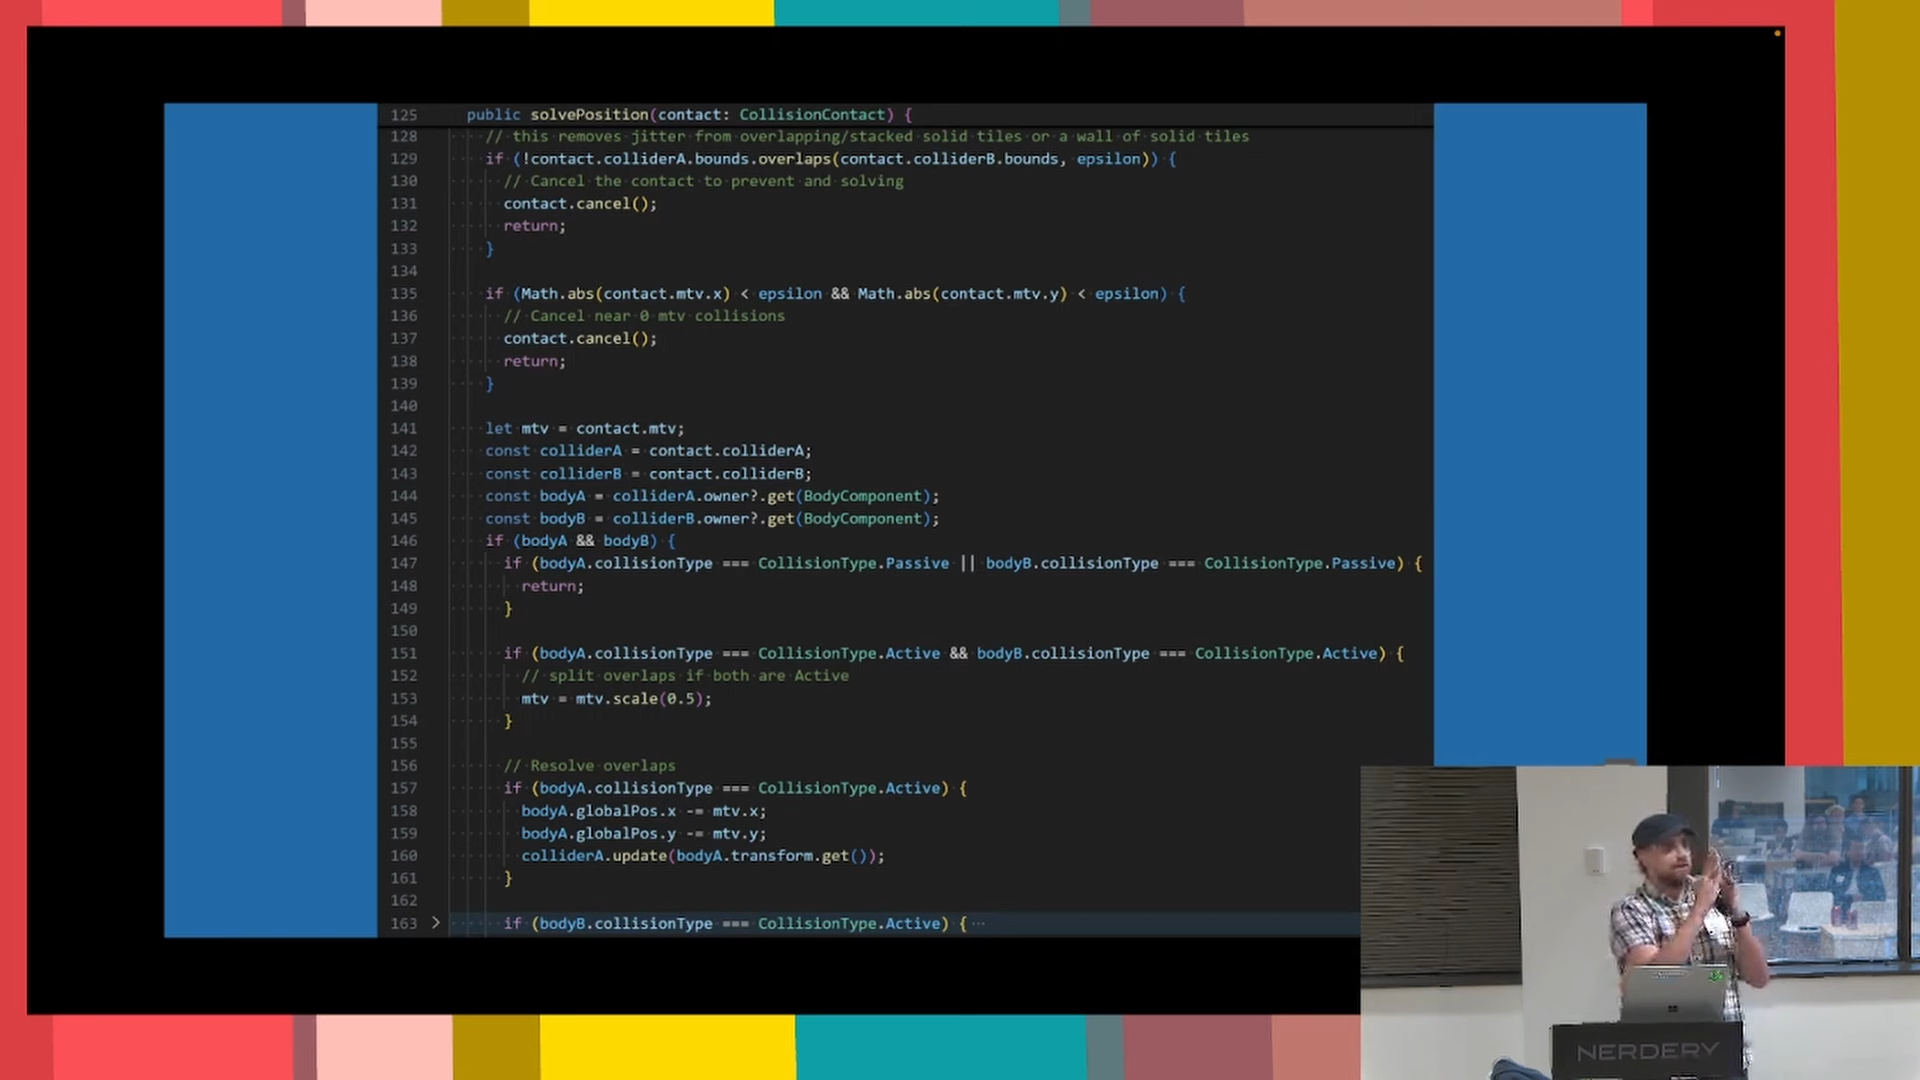 125 public solvePosition(contact: CollisionContact) {
128 // this removes jitter from overlapping/stacked solid tiles or a wall of solid tiles
129 if (!contact.colliderA.bounds.overlaps(contact.colliderB.bounds, epsilon)) {
130 // Cancel the contact to prevent and solving
131 contact.cancel();
132 return;
133 }
134
135 if (Math.abs(contact.mtv.x) < epsilon && Math.abs(contact.mtv.y) < epsilon) {
136 // Cancel near 0 mtv collisions
137 contact.cancel();
138 return;
139 }
140
141 let mtv = contact.mtv;
142 const colliderA = contact.colliderA;
143 const colliderB = contact.colliderB;
144 const bodyA = colliderA.owner?.get(BodyComponent);
145 const bodyB = colliderB.owner?.get(BodyComponent);
146 if (bodyA && bodyB) {
147 if (bodyA.collisionType === CollisionType.Passive || bodyB.collisionType === CollisionType.Passive) {
148 return;
149 }
150
151 if (bodyA.collisionType === CollisionType.Active && bodyB.collisionType === CollisionType.Active) {
152 // split overlaps if both are Active
153 mtv = mtv.scale(0.5);
154 }
155
156 // Resolve overlaps
157 if (bodyA.collisionType === CollisionType.Active) {
158 bodyA.globalPos.x -= mtv.x;
159 bodyA.globalPos.y -= mtv.y;
160 colliderA.update(bodyA.transform.get());
161 }
162
163 > if (bodyB.collisionType === CollisionType.Active) { ···
NERDERY